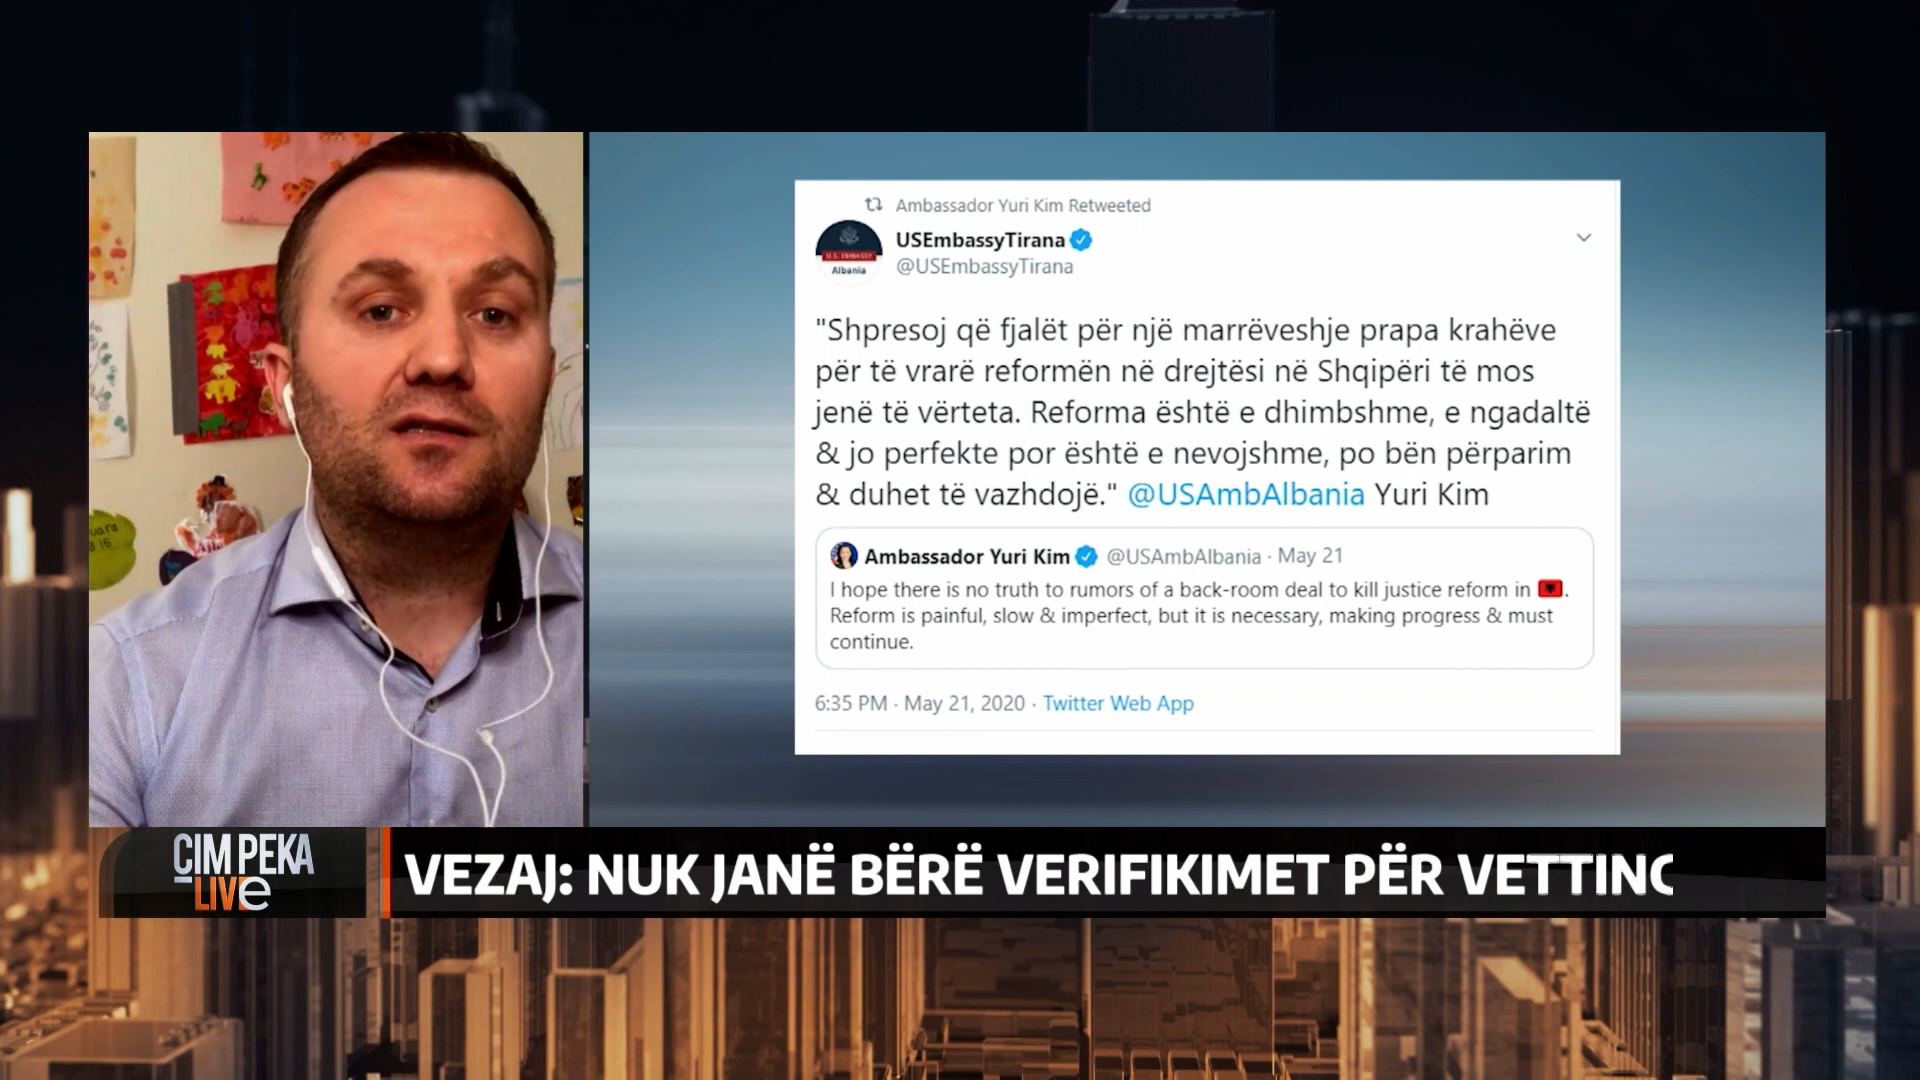 Ambassador Yuri Kim Retweeted
USEmbassyTirana
@USEmbassyTirana
U.S. EMBASSY
Albania
"Shpresoj që fjalët për një marrëveshje prapa krahëve
për të vrarë reformën në drejtësi në Shqipëri të mos
jenë të vërteta. Reforma është e dhimbshme, e ngadaltë
& jo perfekte por është e nevojshme, po bën përparim
& duhet të vazhdojë." @USAmbAlbania Yuri Kim
Ambassador Yuri Kim @USAmbAlbania · May 21
I hope there is no truth to rumors of a back-room deal to kill justice reform in 🇦🇱.
Reform is painful, slow & imperfect, but it is necessary, making progress & must
continue.
6:35 PM · May 21, 2020 · Twitter Web App
ÇIM PEKA
LIVe
VEZAJ: NUK JANË BËRË VERIFIKIMET PËR VETTING